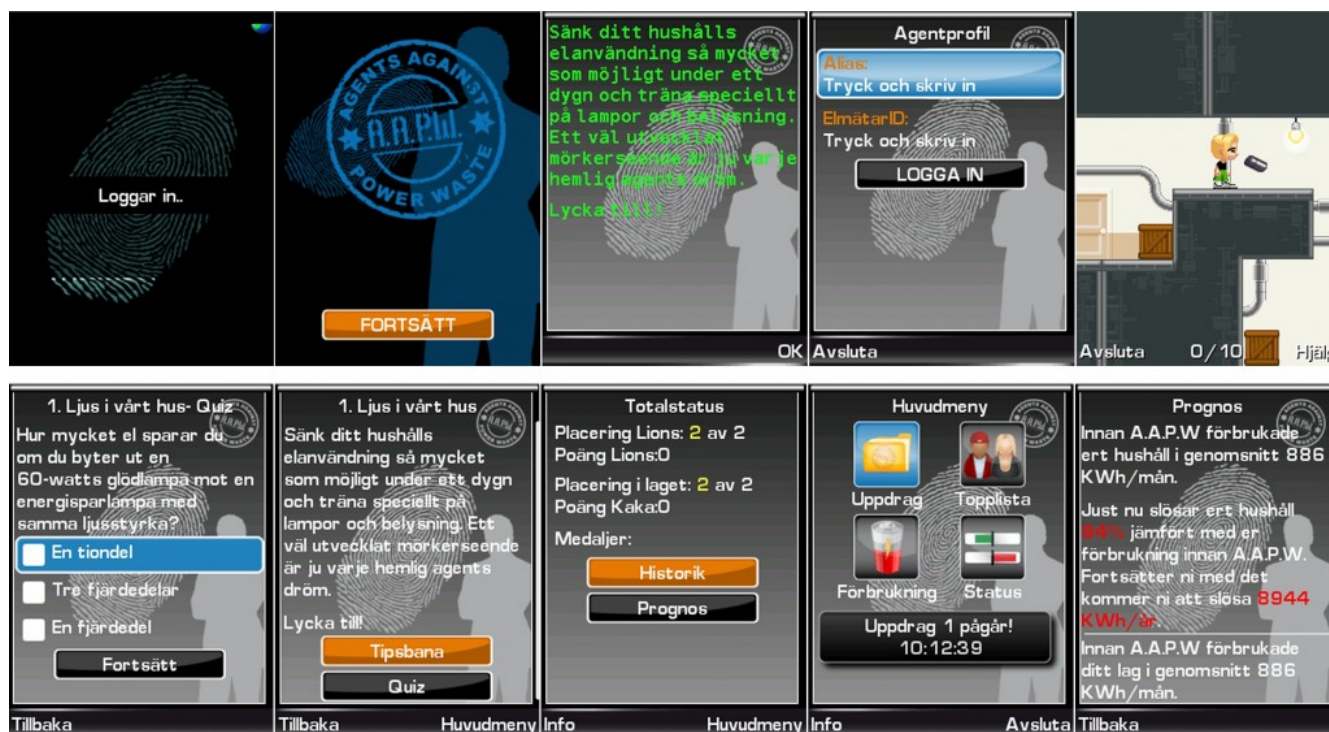 Loggar in..
AGENTS AGAINST
A.A.P.W.
POWER WASTE
FORTSÄTT
Sänk ditt hushålls
elanvändning så mycket
som möjligt under ett
dygn och träna speciellt
på lampor och belysning.
Ett väl utvecklat
mörkerseende är ju varje
hemlig agents dröm.
Lycka till!
OK
Agentprofil
Alias:
Tryck och skriv in
ElmätarID:
Tryck och skriv in
LOGGA IN
Avsluta
Avsluta 0/10 Hjäl
1. Ljus i vårt hus- Quiz
Hur mycket el sparar du
om du byter ut en
60-watts glödlampa mot en
energisparlampa med
samma ljusstyrka?
En tiondel
Tre fjärdedelar
En fjärdedel
Fortsätt
Tillbaka
1. Ljus i vårt hus
Sänk ditt hushålls
elanvändning så mycket
som möjligt under ett dygn
och träna speciellt på
lampor och belysning. Ett
väl utvecklat mörkerseende
är ju varje hemlig agents
dröm.
Lycka till!
Tipsbana
Quiz
Tillbaka Huvudmeny
Totalstatus
Placering Lions: 2 av 2
Poäng Lions:0
Placering i laget: 2 av 2
Poäng Kaka:0
Medaljer:
Historik
Prognos
Info Huvudmeny
Huvudmeny
Uppdrag Topplista
Förbrukning Status
Uppdrag 1 pågår!
10:12:39
Info Avsluta
Prognos
Innan A.A.P.W förbrukade
ert hushåll i genomsnitt 886
KWh/mån.
Just nu slösar ert hushåll
84% jämfört med er
förbrukning innan A.A.P.W.
Fortsätter ni med det
kommer ni att slösa 8944
KWh/år.
Innan A.A.P.W förbrukade
ditt lag i genomsnitt 886
KWh/mån.
Tillbaka